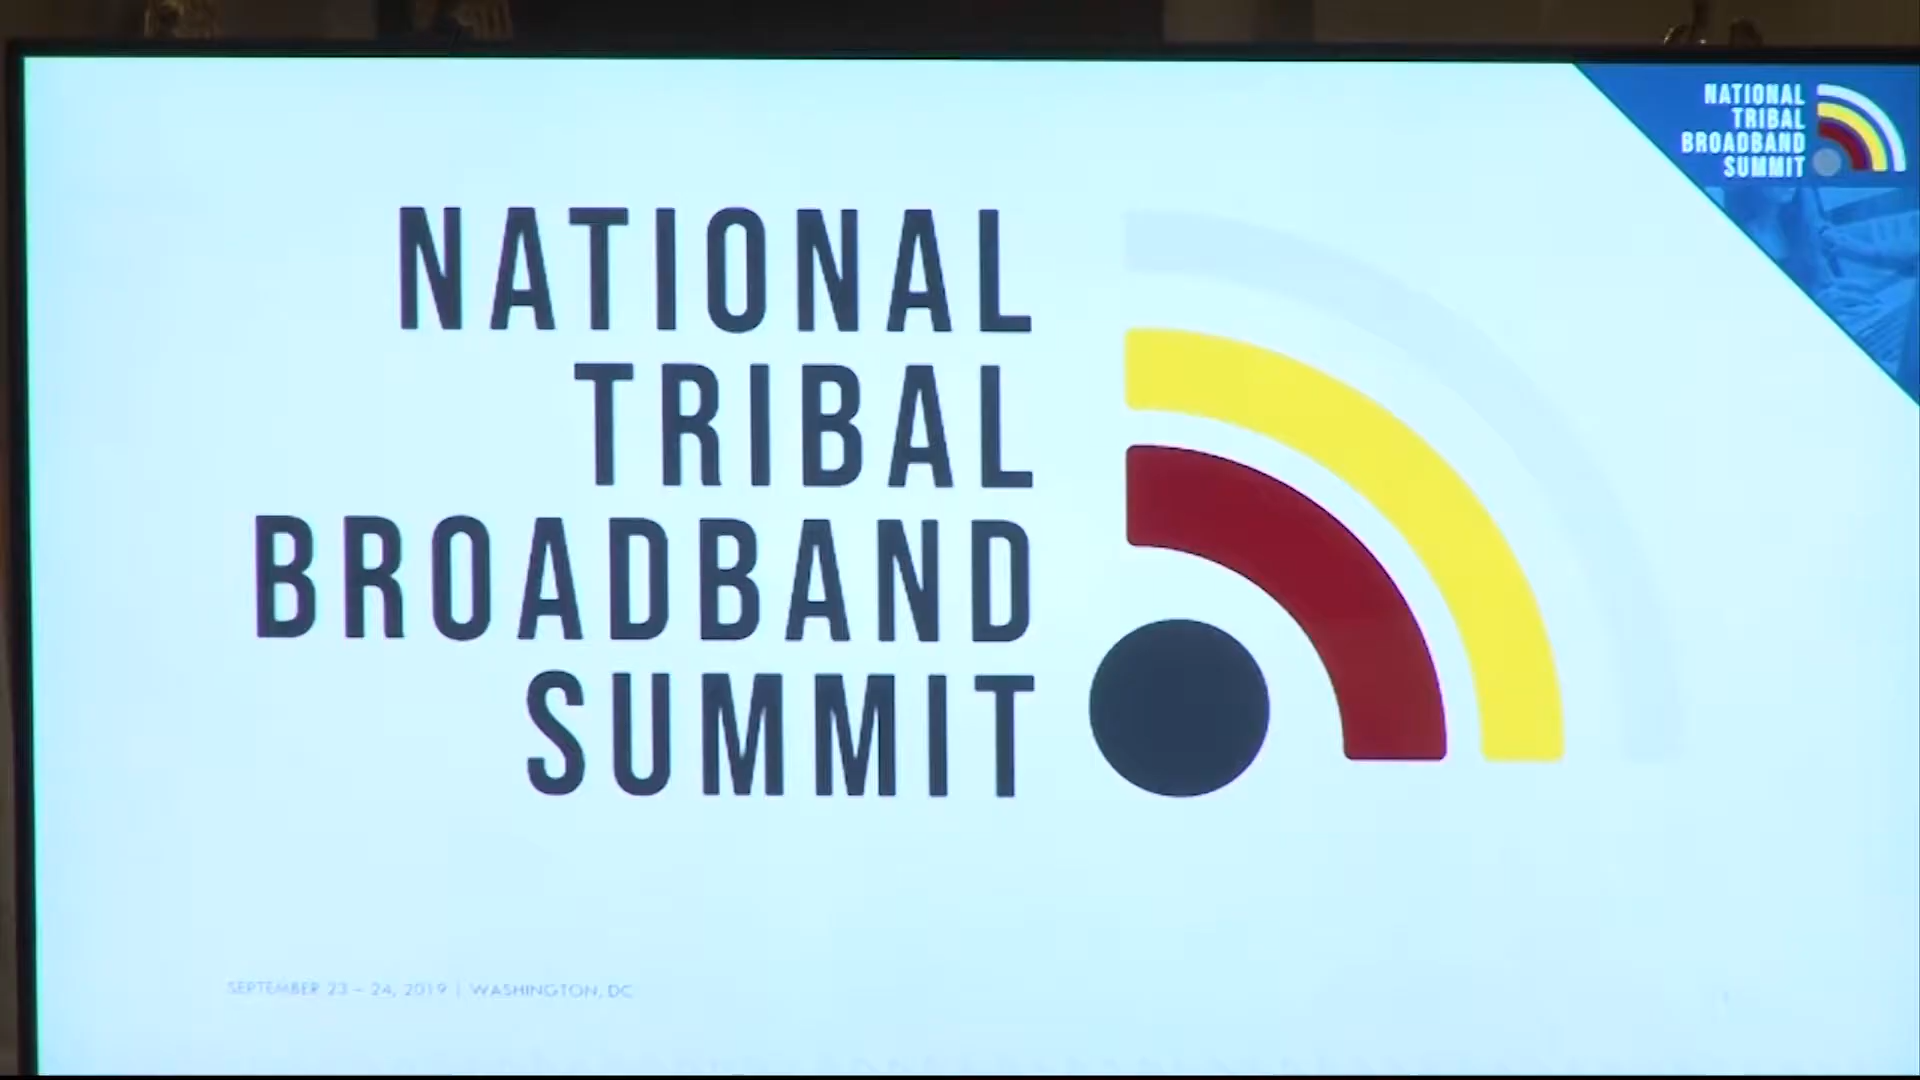 NATIONAL
TRIBAL
BROADBAND
SUMMIT
NATIONAL
TRIBAL
BROADBAND
SUMMIT
SEPTEMBER 23 – 24, 2019 | WASHINGTON, DC